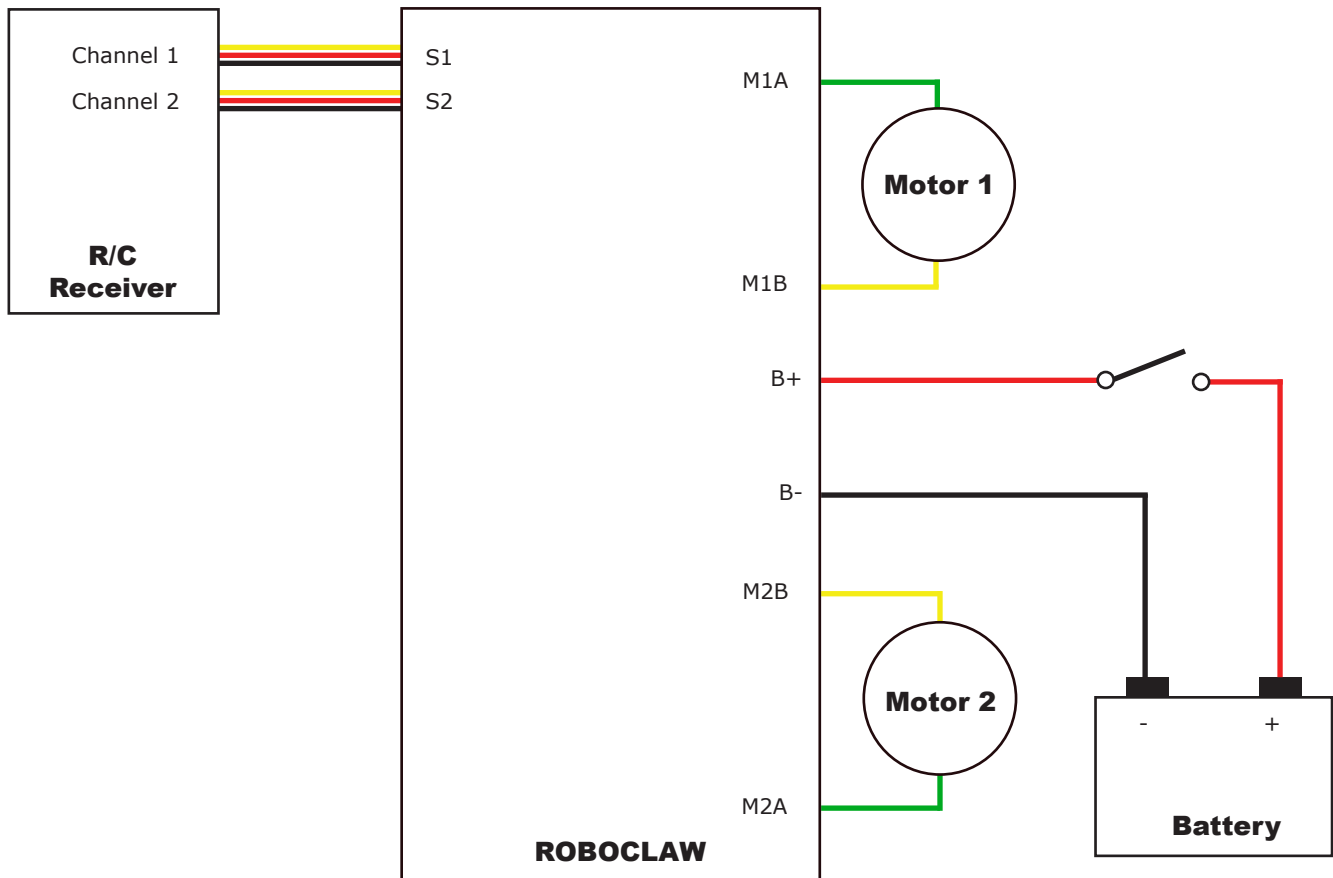 Channel 1
Channel 2
R/C
Receiver
S1
S2
ROBOCLAW
M1A
M1B
B+
B-
M2B
M2A
Motor 1
Motor 2
- +
Battery